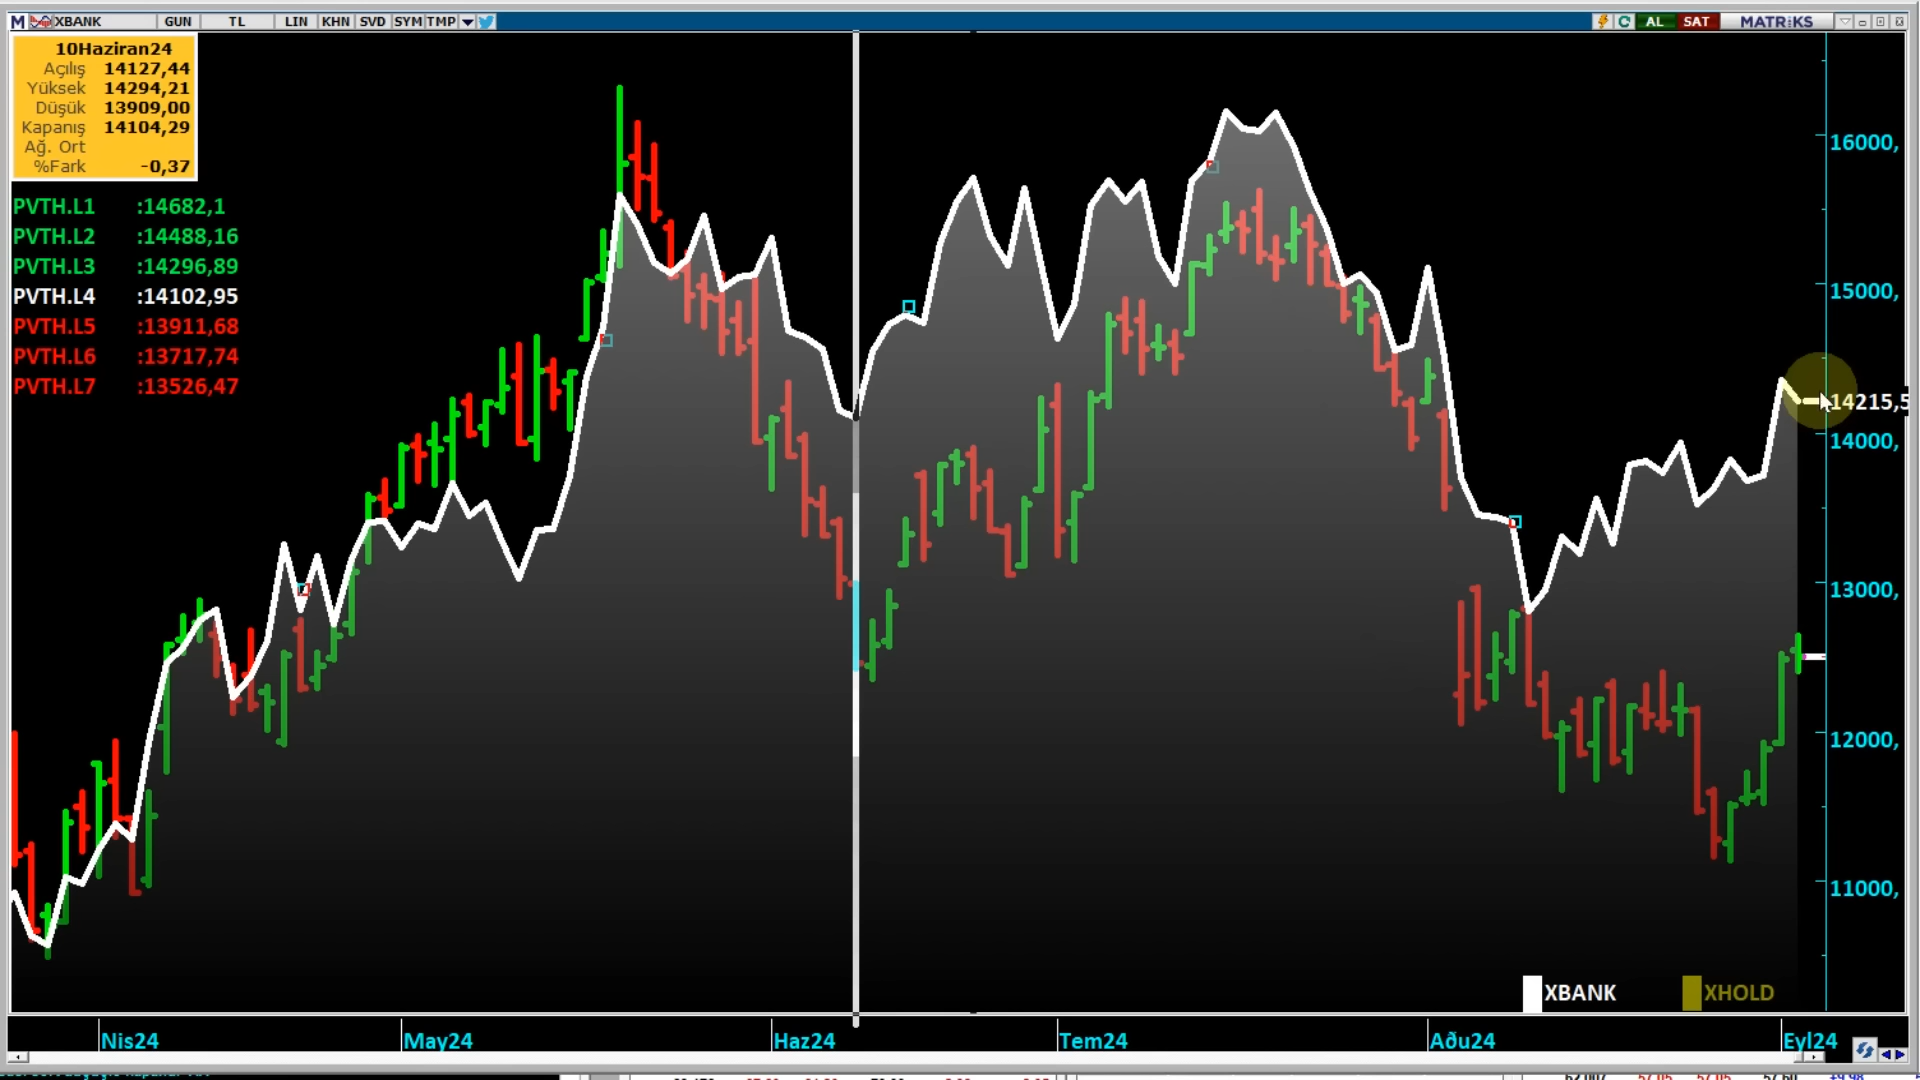 M XBANK GUN TL LIN KHN SVD SYM TMP AL SAT MATRiKS
10Haziran24
Açılış 14127,44
Yüksek 14294,21
Düşük 13909,00
Kapanış 14104,29
Ağ. Ort
%Fark -0,37
PVTH.L1 :14682,1
PVTH.L2 :14488,16
PVTH.L3 :14296,89
PVTH.L4 :14102,95
PVTH.L5 :13911,68
PVTH.L6 :13717,74
PVTH.L7 :13526,47
16000,
15000,
14215,5
14000,
13000,
12000,
11000,
XBANK XHOLD
Nis24 May24 Haz24 Tem24 Aðu24 Eyl24